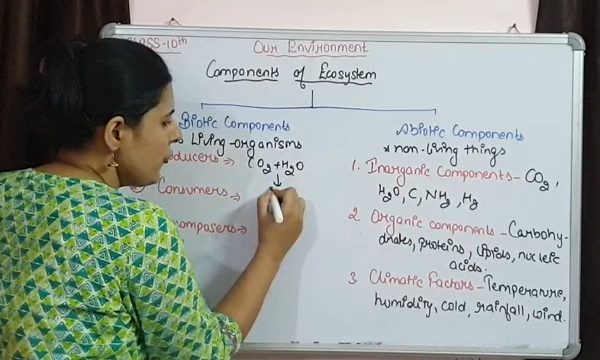 CLASS-10th
Our Environment
Components of Ecosystem
Biotic Components
Living-organisms
CO2+H2O
Consumers
Abiotic Components
* non-living things
1. Inorganic Components - CO2,
H2O, C, NH3, H2
2 Organic components - Carbohy-
drates, proteins, lipids, nucleic
acids.
3 Climatic Factors - Temperature,
humidity, cold, rainfall, wind.